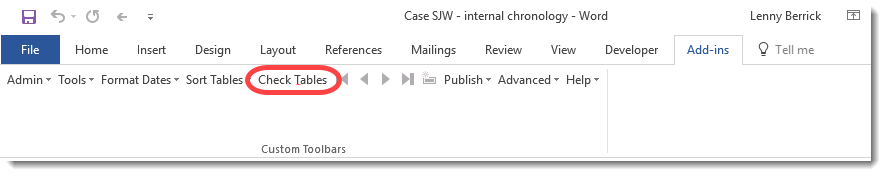 Case SJW - internal chronology - Word Lenny Berrick
File Home Insert Design Layout References Mailings Review View Developer Add-ins Tell me
Admin Tools Format Dates Sort Tables Check Tables Publish Advanced Help
Custom Toolbars